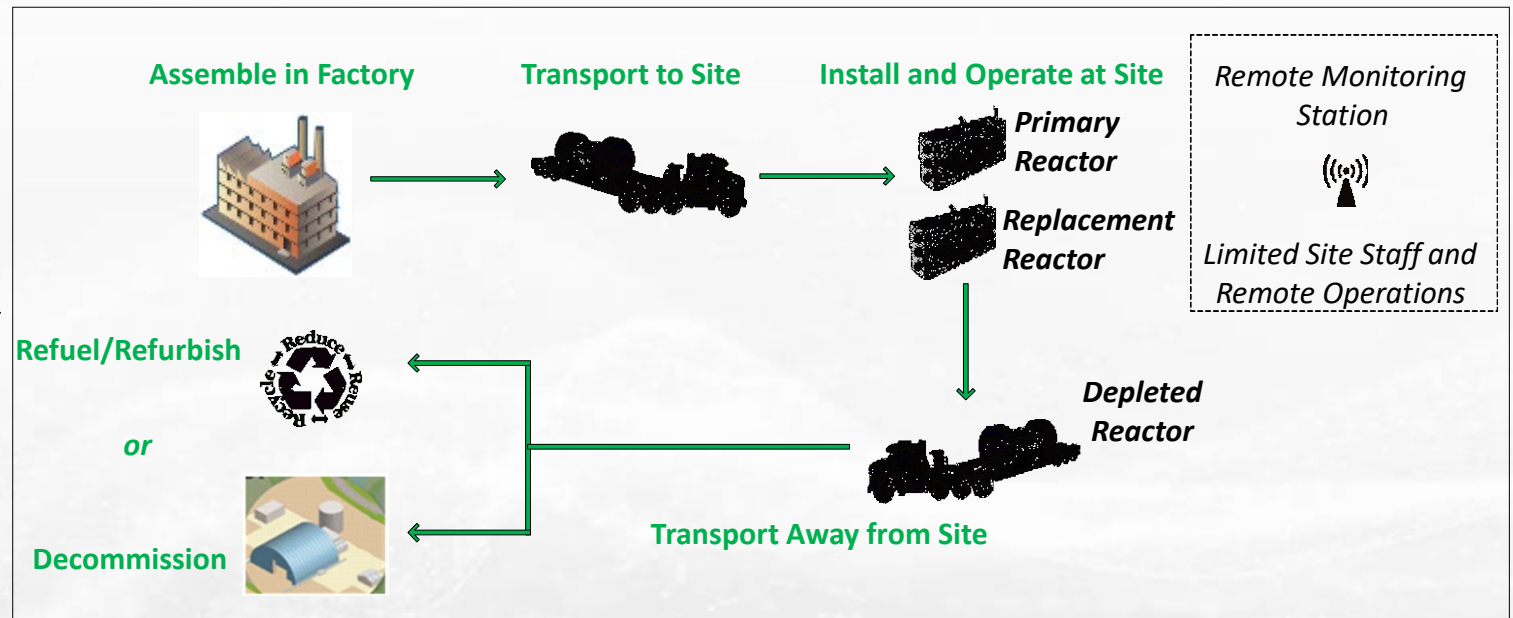 Assemble in Factory
Transport to Site
Install and Operate at Site
Primary
Reactor
Replacement
Reactor
Remote Monitoring
Station
Limited Site Staff and
Remote Operations
Depleted
Reactor
Transport Away from Site
Refuel/Refurbish
Reduce
Reuse
Recycle
or
Decommission